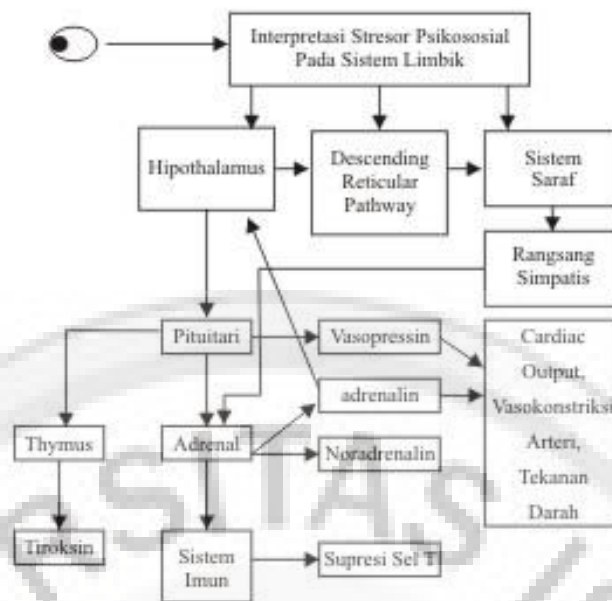 Interpretasi Stresor Psikososial
Pada Sistem Limbik
Hipothalamus
Descending
Reticular
Pathway
Sistem
Saraf
Rangsang
Simpatis
Pituitari
Vasopressin
Cardiac
Output,
Vasokonstriksi
Arteri,
Tekanan
Darah
adrenalin
Thymus
Adrenal
Noradrenalin
Tiroksin
Sistem
Imun
Supresi Sel T